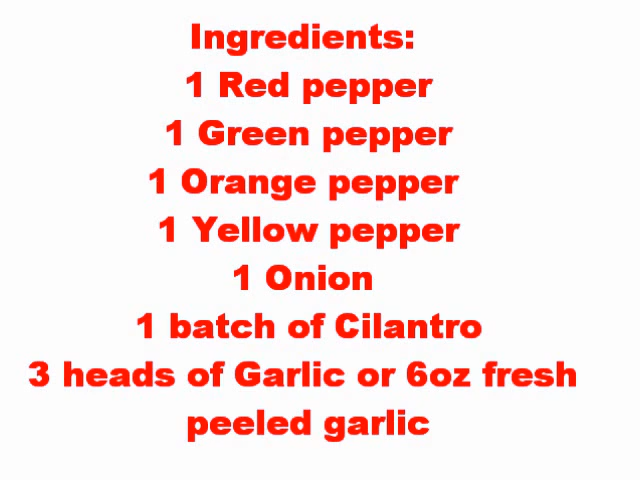 Ingredients:
1 Red pepper
1 Green pepper
1 Orange pepper
1 Yellow pepper
1 Onion
1 batch of Cilantro
3 heads of Garlic or 6oz fresh
peeled garlic